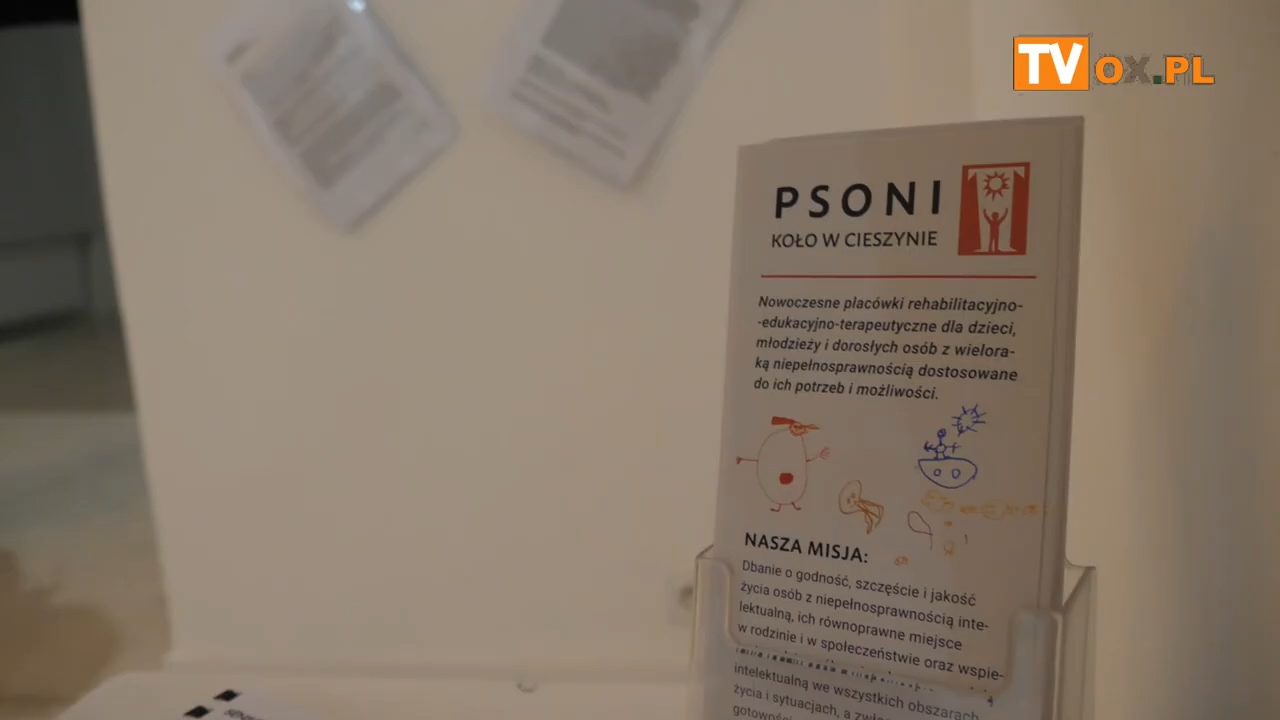 TVOX.PL
PSONI
KOŁO W CIESZYNIE
Nowoczesne placówki rehabilitacyjno-
-edukacyjno-terapeutyczne dla dzieci,
młodzieży i dorosłych osób z wielora-
ką niepełnosprawnością dostosowane
do ich potrzeb i możliwości.
NASZA MISJA:
Dbanie o godność, szczęście i jakość
życia osób z niepełnosprawnością inte-
lektualną, ich równoprawne miejsce
w rodzinie i w społeczeństwie oraz wspie-
intelektualną we wszystkich obszarach
życia i sytuacjach, a